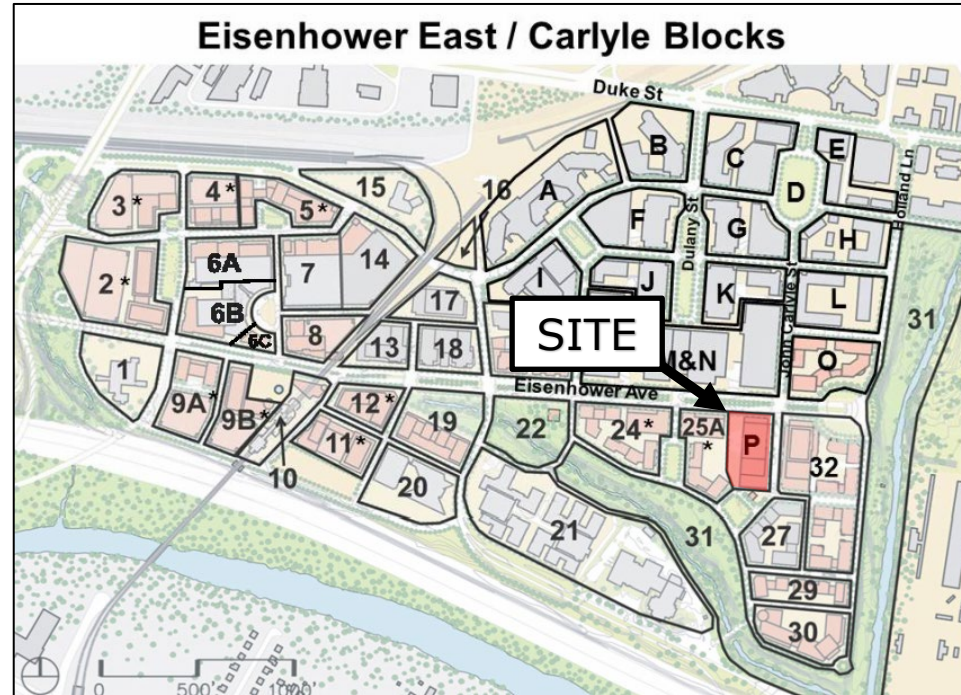 Eisenhower East / Carlyle Blocks
Duke St
B
C
E
15
16
A
D
Holland Ln
3*
4*
5*
F
Dulany St
G
H
6A
7
14
2*
I
J
K
L
31
6B
17
6C
8
13
18
SITE
M&N
John Carlyle St
O
1
Eisenhower Ave
9A*
9B*
12*
19
22
24*
25A
*
P
32
11*
10
20
21
31
27
29
30
0
500'
1000'